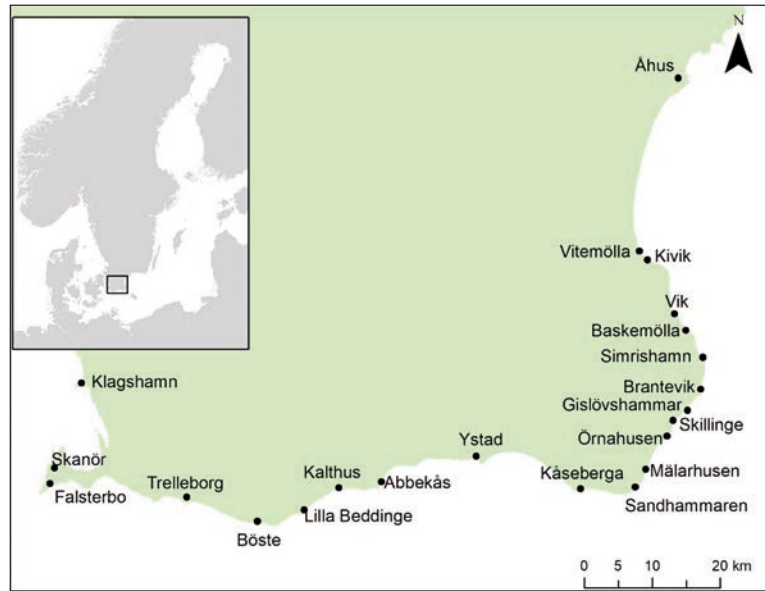 N
Åhus
Vitemölla
Kivik
Vik
Baskemölla
Simrishamn
Brantevik
Gislövshammar
Skillinge
Örnahusen
Mälarhusen
Sandhammaren
Kåseberga
Ystad
Abbekås
Kalthus
Lilla Beddinge
Böste
Trelleborg
Klagshamn
Skanör
Falsterbo
0 5 10 20 km